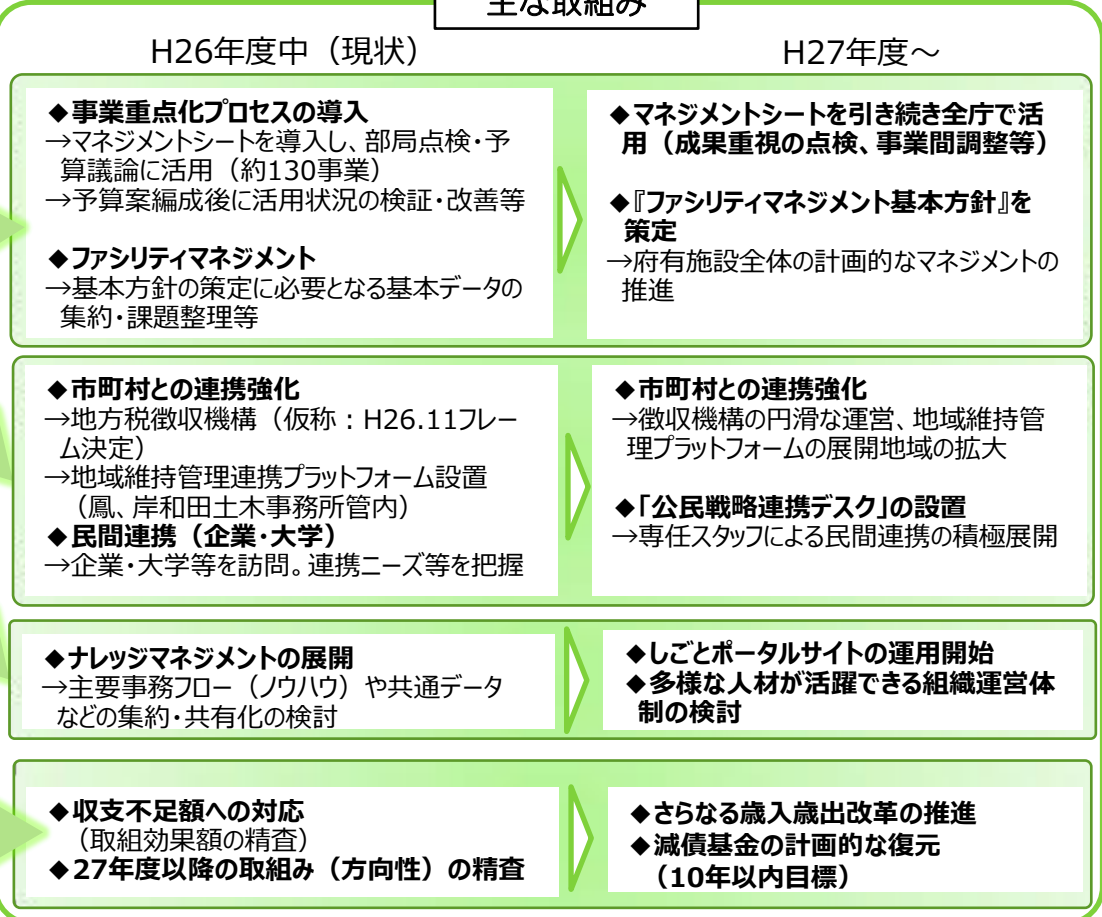 主な取組み
H26年度中（現状）
H27年度～
◆事業重点化プロセスの導入
→マネジメントシートを導入し、部局点検・予
算議論に活用（約130事業）
→予算案編成後に活用状況の検証・改善等
◆ファシリティマネジメント
→基本方針の策定に必要となる基本データの
集約・課題整理等
◆マネジメントシートを引き続き全庁で活
用（成果重視の点検、事業間調整等）
◆『ファシリティマネジメント基本方針』を
策定
→府有施設全体の計画的なマネジメントの
推進
◆市町村との連携強化
→地方税徴収機構（仮称：H26.11フレー
ム決定）
→地域維持管理連携プラットフォーム設置
（鳳、岸和田土木事務所管内）
◆民間連携（企業・大学）
→企業・大学等を訪問。連携ニーズ等を把握
◆市町村との連携強化
→徴収機構の円滑な運営、地域維持管
理プラットフォームの展開地域の拡大
◆「公民戦略連携デスク」の設置
→専任スタッフによる民間連携の積極展開
◆ナレッジマネジメントの展開
→主要事務フロー（ノウハウ）や共通データ
などの集約・共有化の検討
◆しごとポータルサイトの運用開始
◆多様な人材が活躍できる組織運営体
制の検討
◆収支不足額への対応
（取組効果額の精査）
◆27年度以降の取組み（方向性）の精査
◆さらなる歳入歳出改革の推進
◆減債基金の計画的な復元
（10年以内目標）